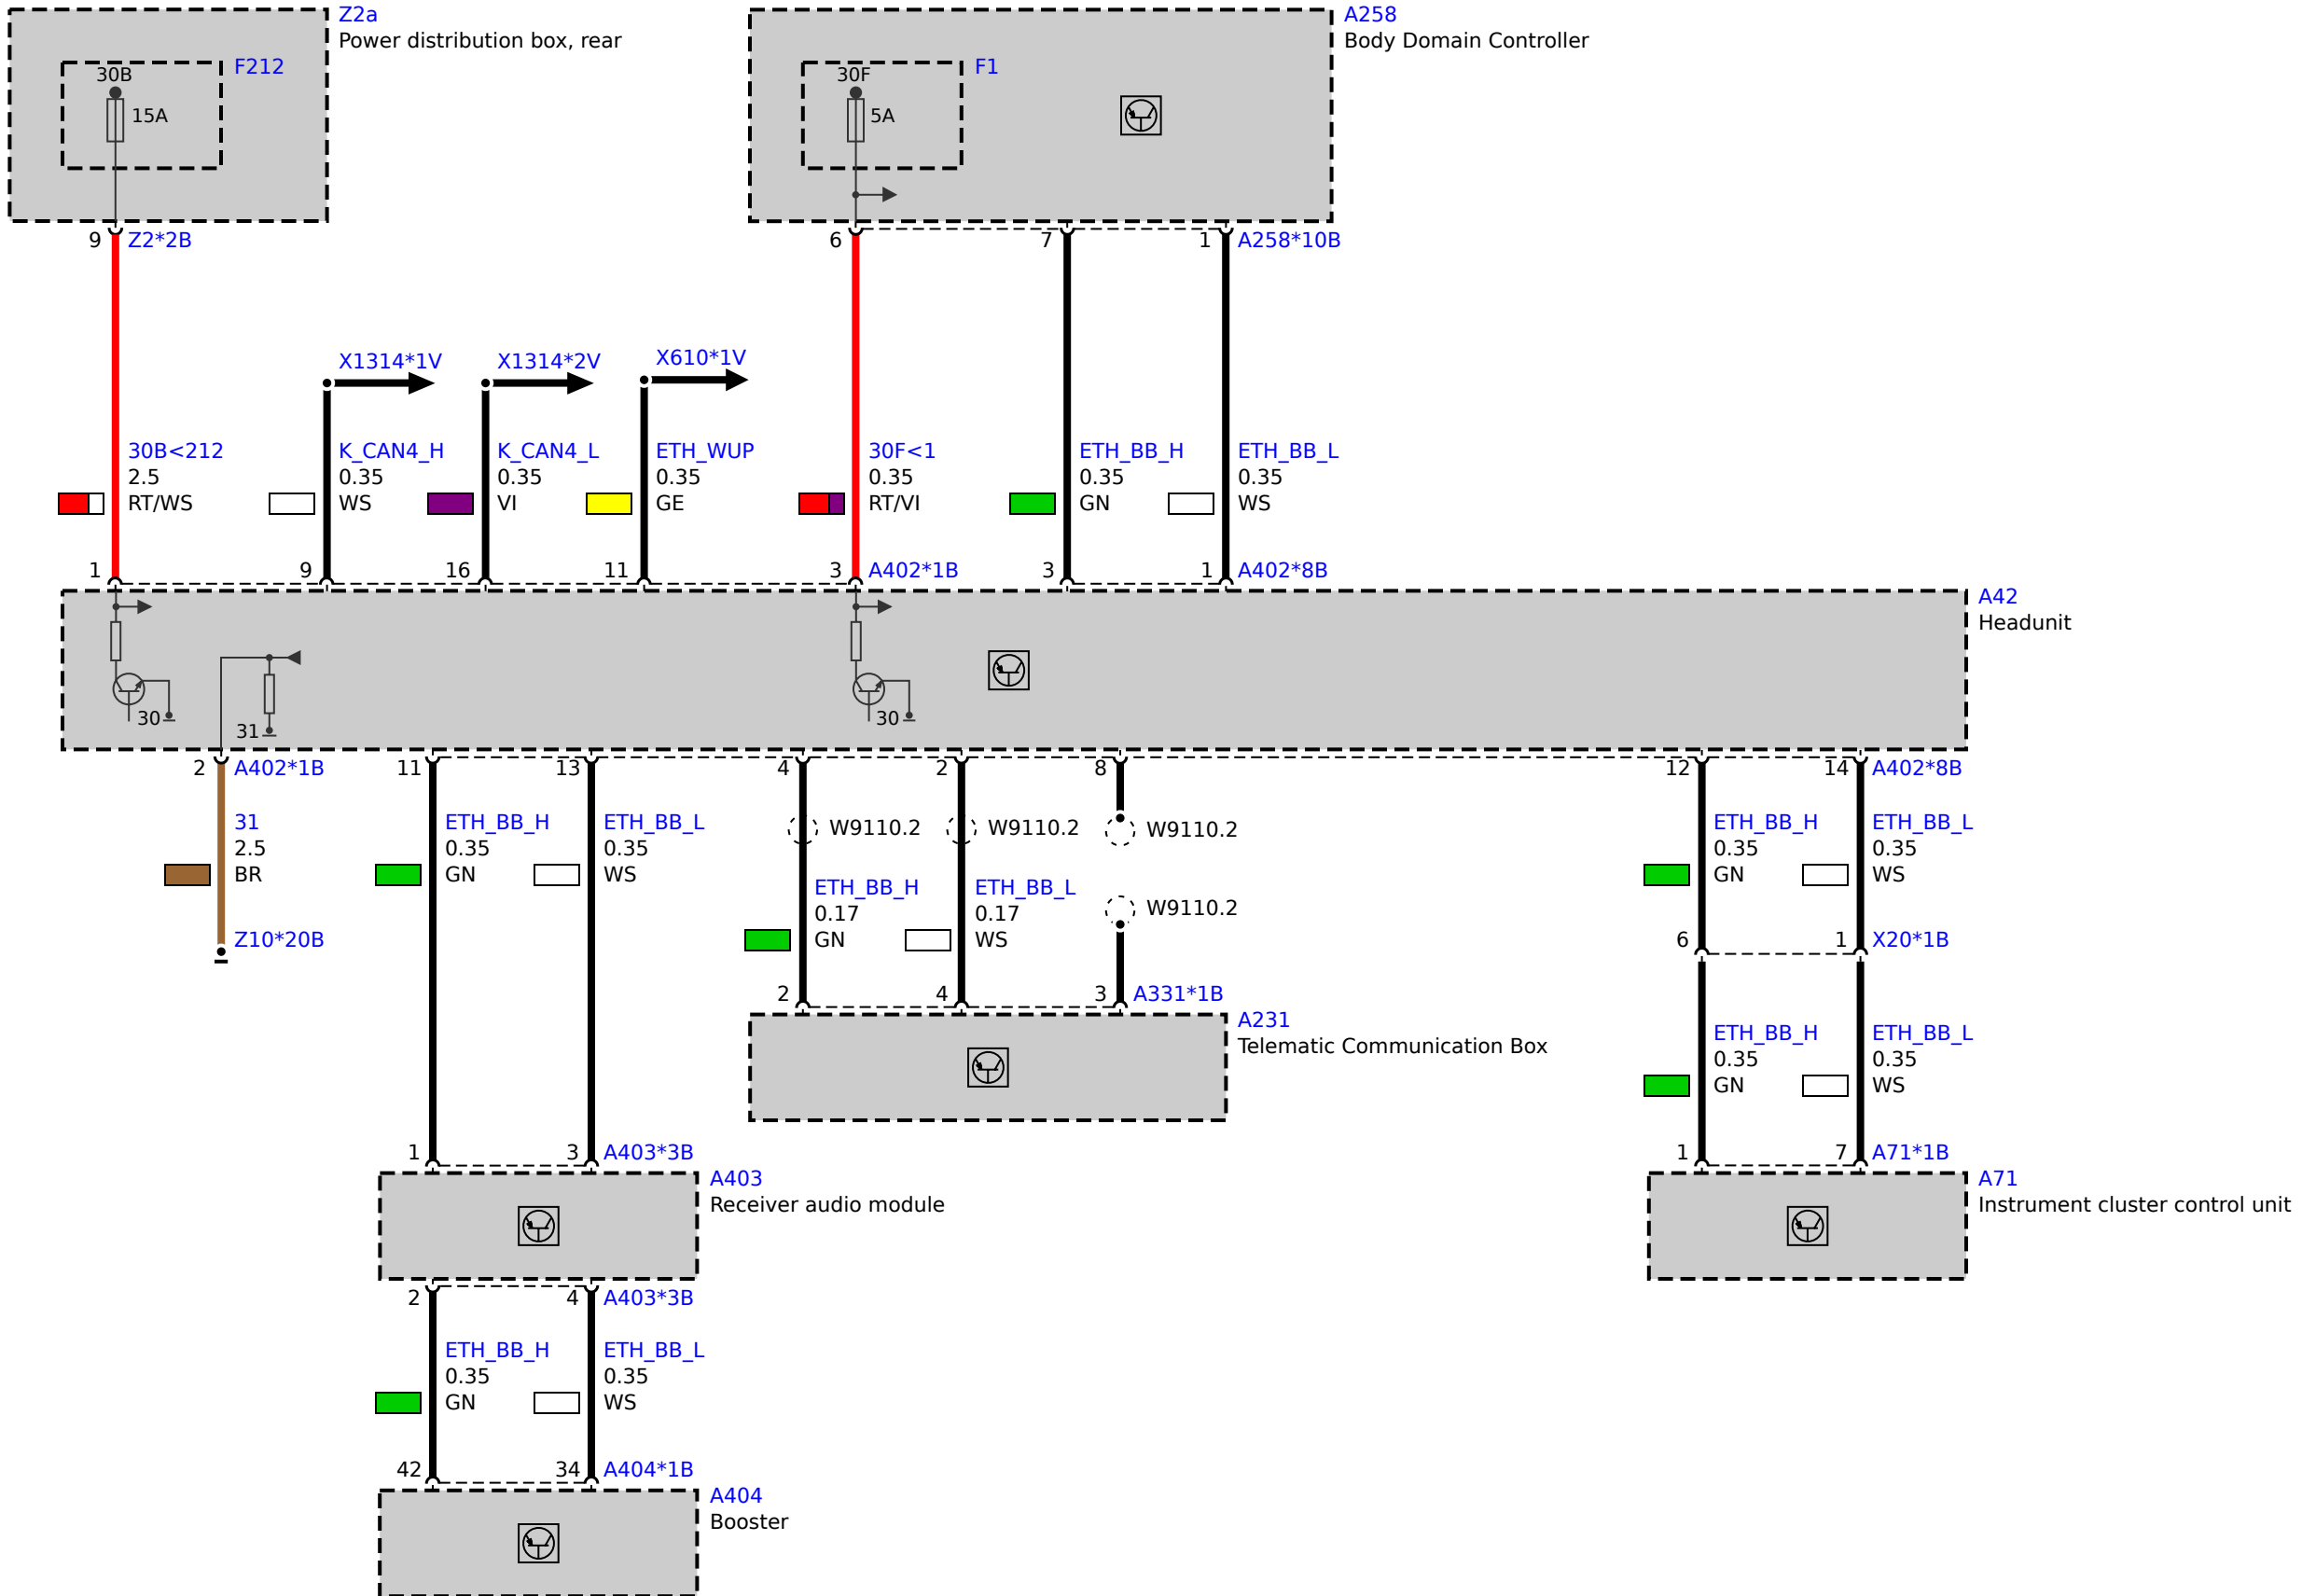 Z2a
Power distribution box, rear
A258
Body Domain Controller
30B
F212
30F
F1
15A
5A
9 Z2*2B
6
7
1 A258*10B
X1314*1V
X1314*2V
X610*1V
30B<212
2.5
RT/WS
K_CAN4_H
0.35
WS
K_CAN4_L
0.35
VI
ETH_WUP
0.35
GE
30F<1
0.35
RT/VI
ETH_BB_H
0.35
GN
ETH_BB_L
0.35
WS
1
9
16
11
3 A402*1B
3
1 A402*8B
A42
Headunit
30
31
30
2 A402*1B
11
13
4
2
8
12
14 A402*8B
31
2.5
BR
ETH_BB_H
0.35
GN
ETH_BB_L
0.35
WS
W9110.2
W9110.2
W9110.2
ETH_BB_H
0.35
GN
ETH_BB_L
0.35
WS
ETH_BB_H
0.17
GN
ETH_BB_L
0.17
WS
W9110.2
Z10*20B
6
1 X20*1B
2
4
3 A331*1B
A231
Telematic Communication Box
ETH_BB_H
0.35
GN
ETH_BB_L
0.35
WS
1
3 A403*3B
1
7 A71*1B
A403
Receiver audio module
A71
Instrument cluster control unit
2
4 A403*3B
ETH_BB_H
0.35
GN
ETH_BB_L
0.35
WS
42
34 A404*1B
A404
Booster